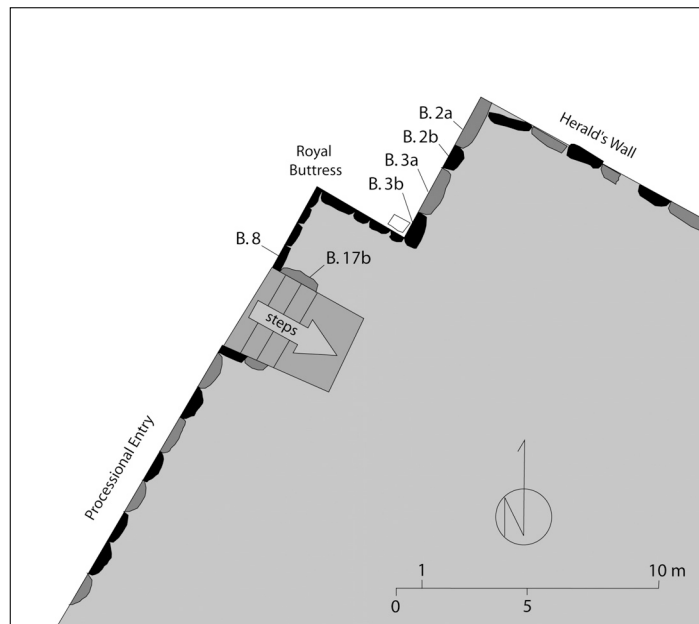 B. 2a
Herald's Wall
B. 2b
B. 3a
Royal
Buttress
B. 3b
B. 8
B. 17b
steps
Processional Entry
N
1
10 m
0
5